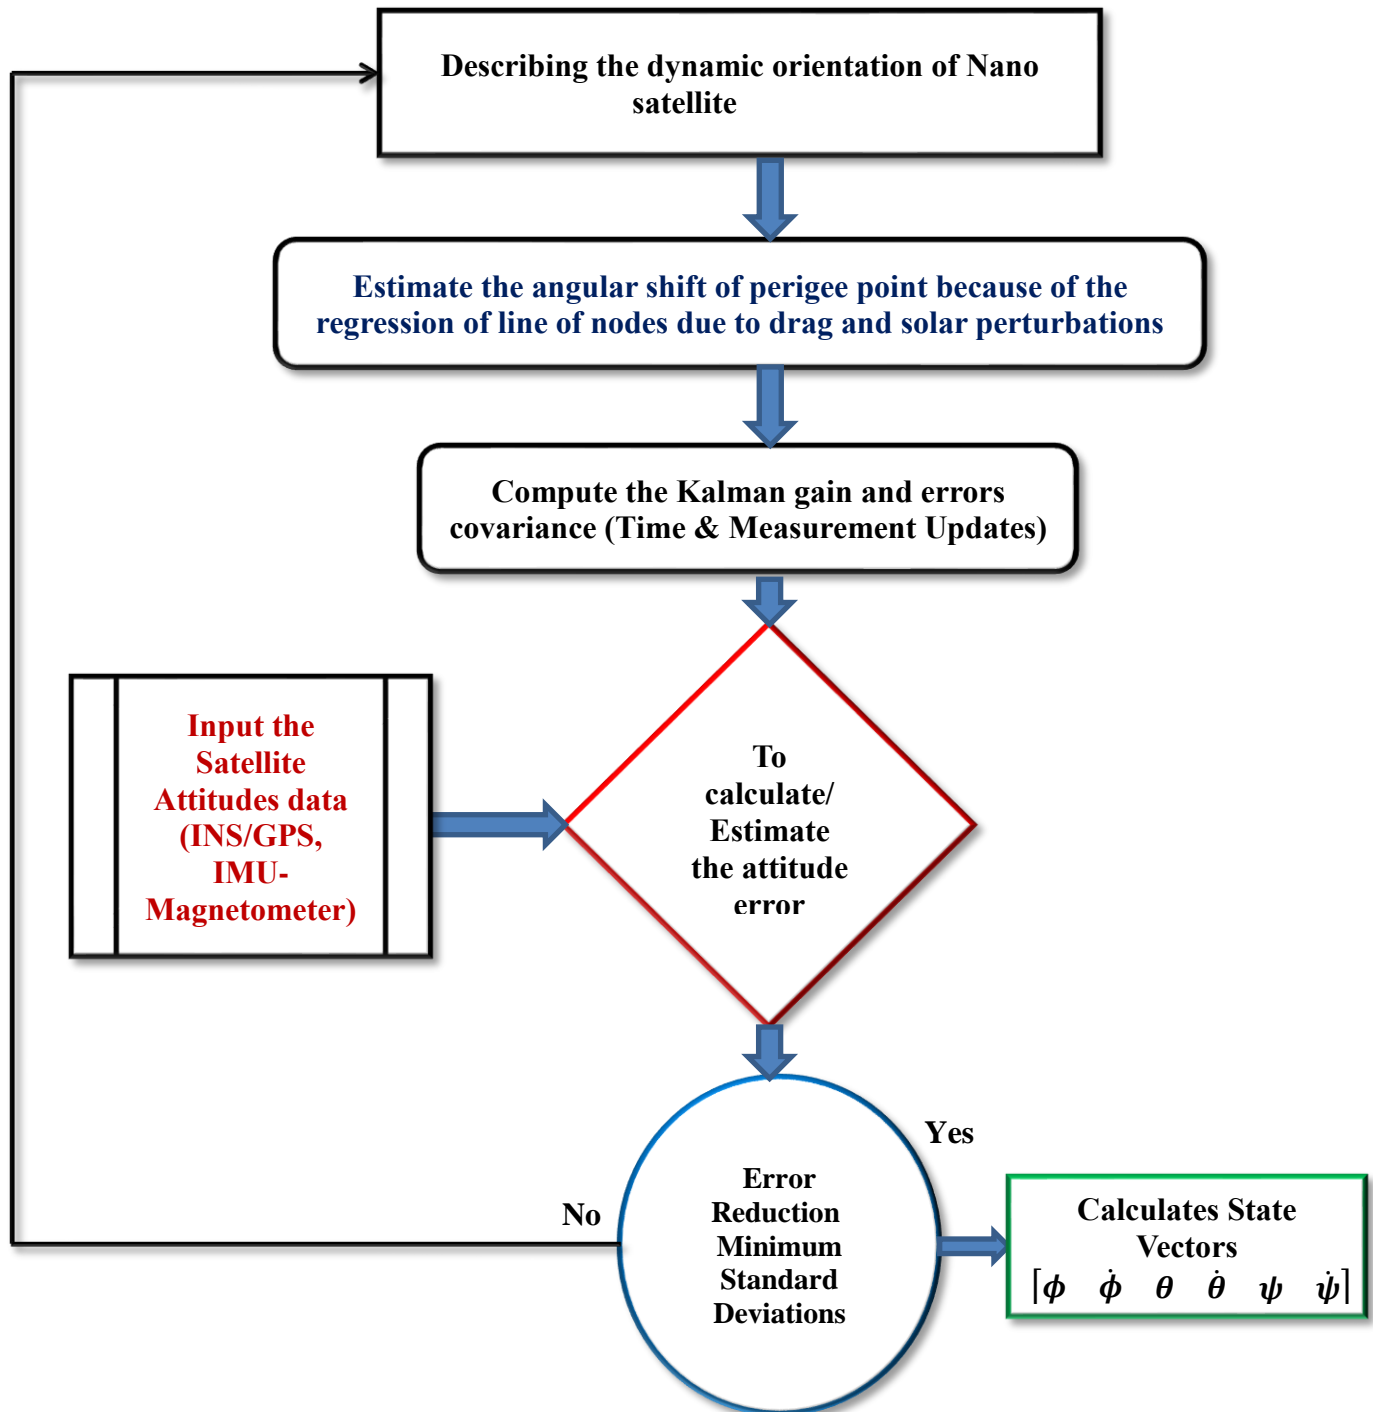 Describing the dynamic orientation of Nano
satellite
Estimate the angular shift of perigee point because of the
regression of line of nodes due to drag and solar perturbations
Compute the Kalman gain and errors
covariance (Time & Measurement Updates)
Input the
Satellite
Attitudes data
(INS/GPS,
IMU-
Magnetometer)
To
calculate/
Estimate
the attitude
error
Yes
No
Error
Reduction
Minimum
Standard
Deviations
Calculates State
Vectors
⌈ϕ ϕ̇ θ θ̇ ψ ψ̇⌉